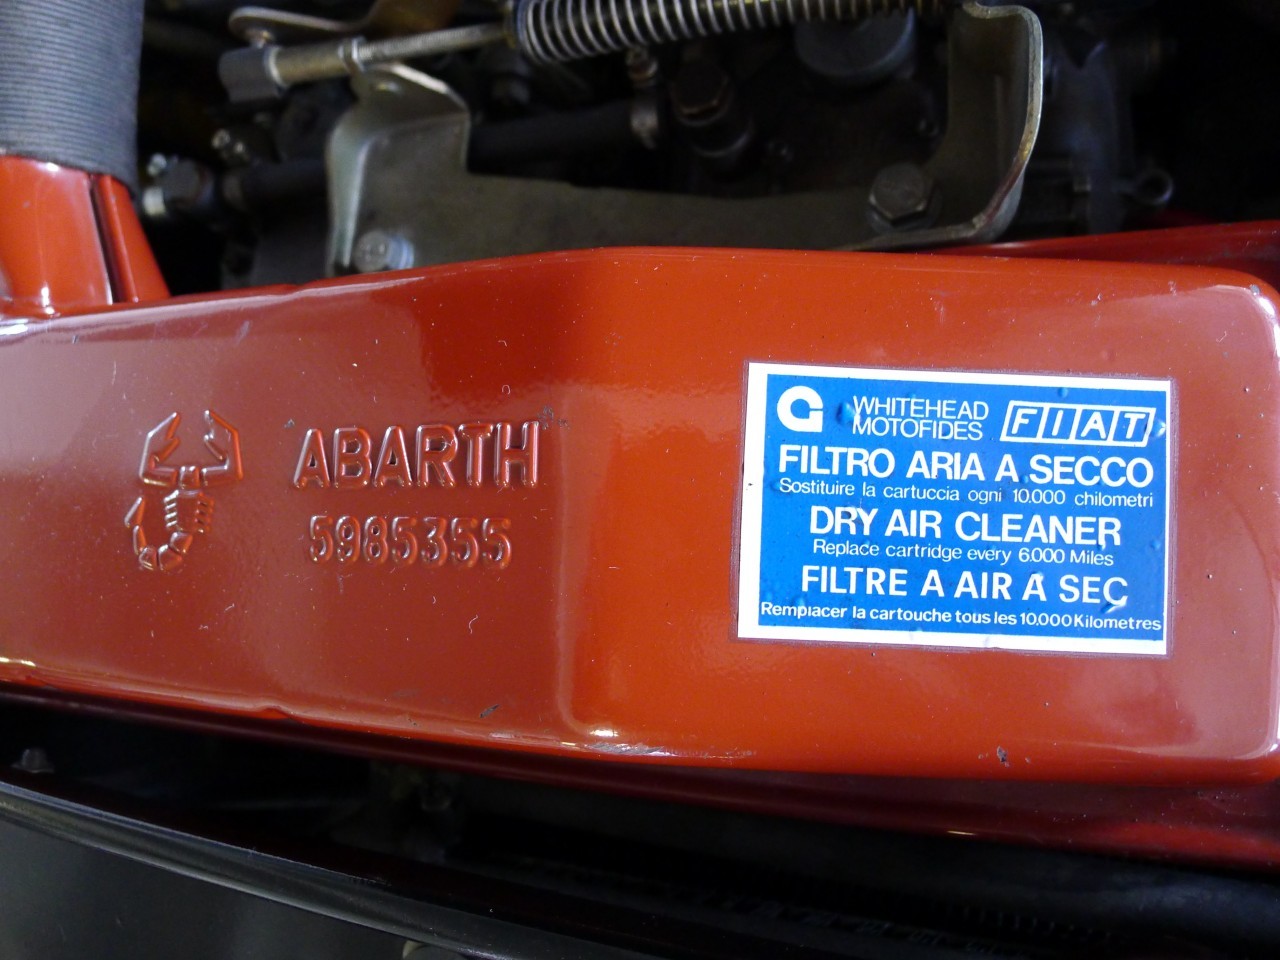 ABARTH
5985355
WHITEHEAD
MOTOFIDES
FIAT
FILTRO ARIA A SECCO
Sostituire la cartuccia ogni 10.000 chilometri
DRY AIR CLEANER
Replace cartridge every 6.000 Miles
FILTRE A AIR A SEC
Remplacer la cartouche tous les 10.000 Kilometres